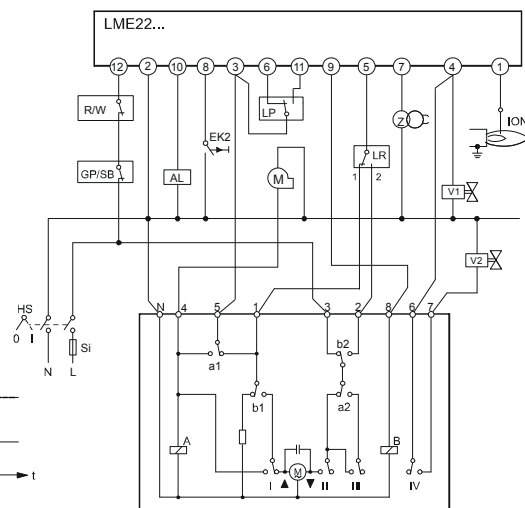 LME22...
12 2 10 8 3 6 11 9 5 7 4 1
R/W
LP
EK2
Z
ION
GP/SB
AL
M
LR
1 2
V1
V2
HS
0 I
Si
N L
N 4 5 1 3 2 8 6 7
a1
b2
b1
a2
A
B
I
M
II
III
IV
t